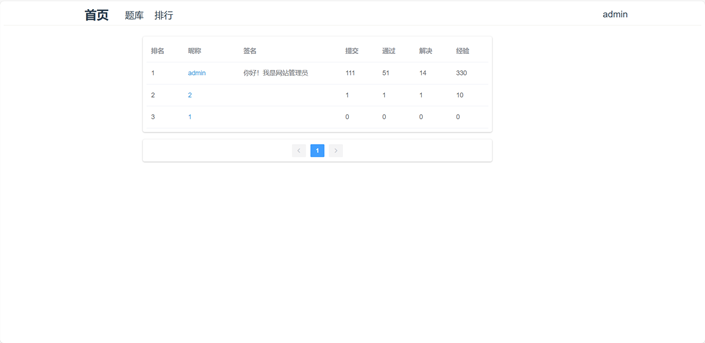 首页 题库 排行 admin
排名 昵称 签名 提交 通过 解决 经验
1 admin 你好！我是网站管理员 111 51 14 330
2 2 1 1 1 10
3 1 0 0 0 0
1